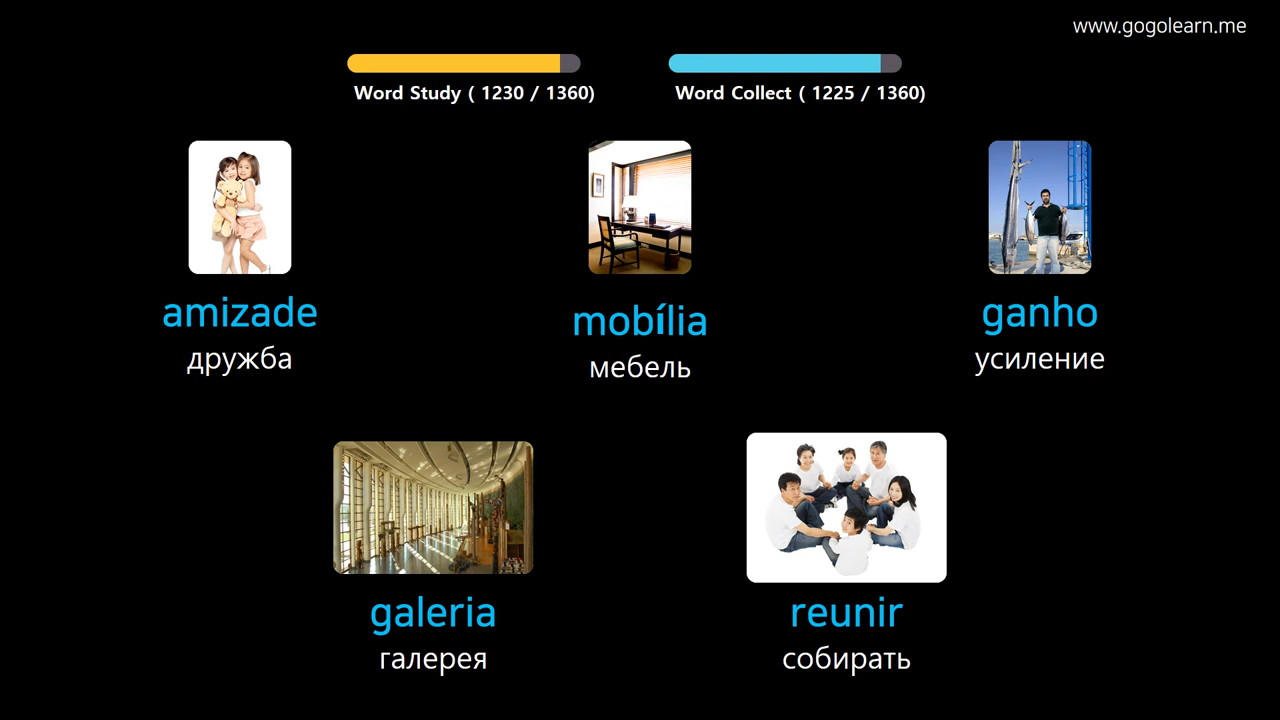 www.gogolearn.me
Word Study ( 1230 / 1360)
Word Collect ( 1225 / 1360)
amizade
дружба
mobília
мебель
ganho
усиление
galeria
галерея
reunir
собирать